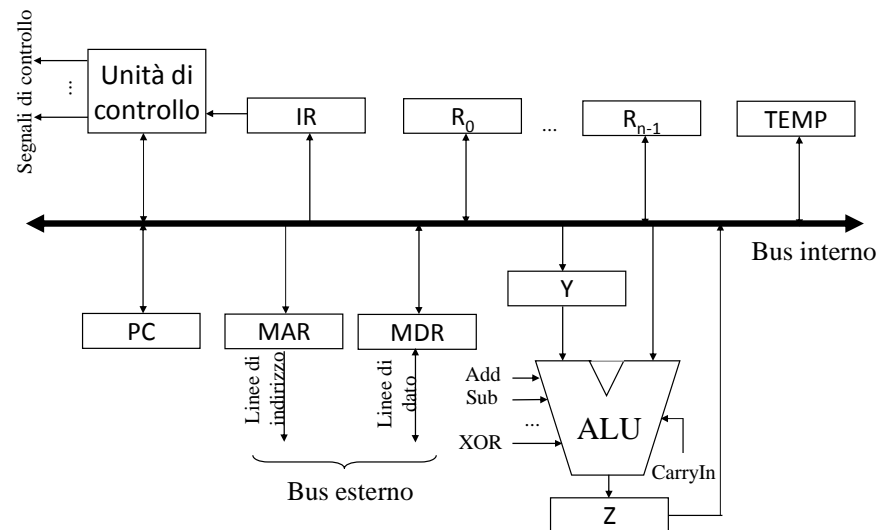 Segnali di controllo
...
Unità di
controllo
IR
R0
...
Rn-1
TEMP
Bus interno
PC
MAR
MDR
Y
Linee di
indirizzo
Linee di
dato
Add
Sub
...
XOR
ALU
CarryIn
Bus esterno
Z